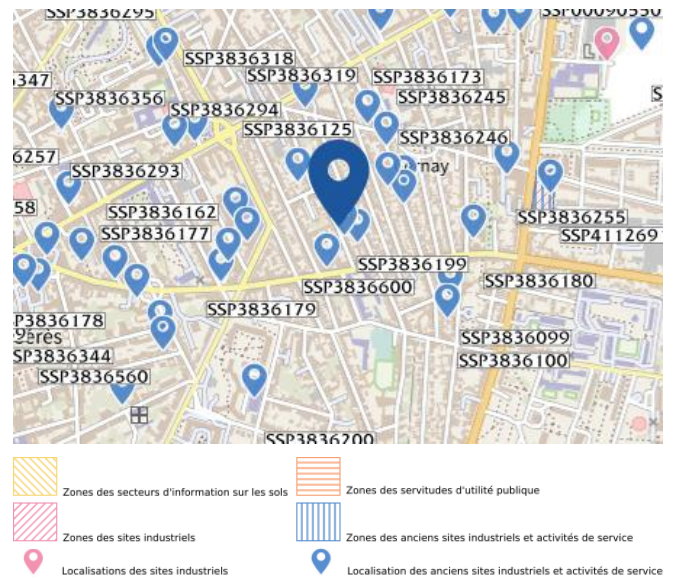 SSP3836295
SSP00090550
SSP3836318
SSP3836319
SSP3836173
347
SSP3836356
SSP3836245
S
SSP3836294
SSP3836125
SSP3836246
6257
rnay
SSP3836293
58
SSP3836162
SSP3836255
SSP3836177
SSP411269
SSP3836199
SSP3836180
SSP3836600
SSP3836179
P3836178
SSP3836099
SP3836344
SSP3836100
SSP3836560
SSP3836200
Zones des secteurs d'information sur les sols
Zones des servitudes d'utilité publique
Zones des sites industriels
Zones des anciens sites industriels et activités de service
Localisations des sites industriels
Localisation des anciens sites industriels et activités de service